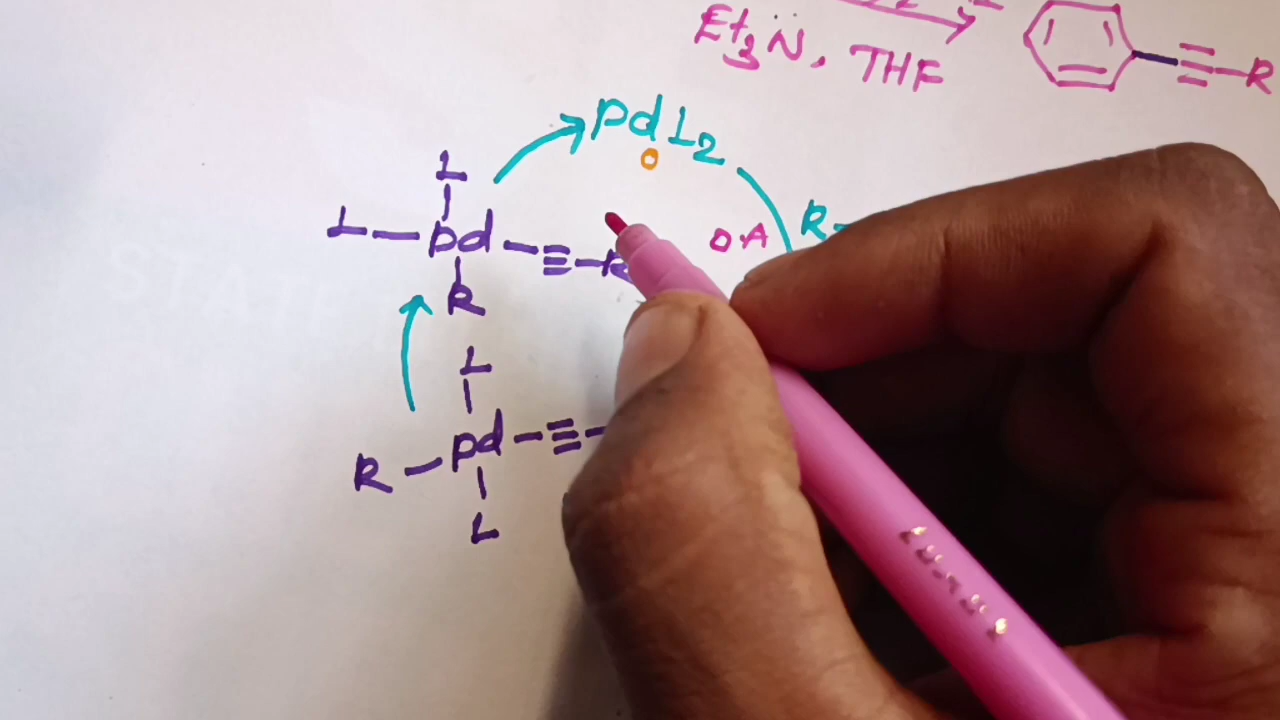 Et3N, THF
≡-R
PdL2
0
L
L-Pd-≡-R
R
OA
R-
L
R-Pd-≡-
L